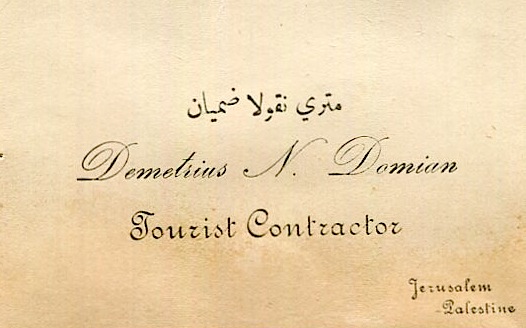 متري نقولا ضميان
Demetrius N. Domian
Tourist Contractor
Jerusalem
-Palestine